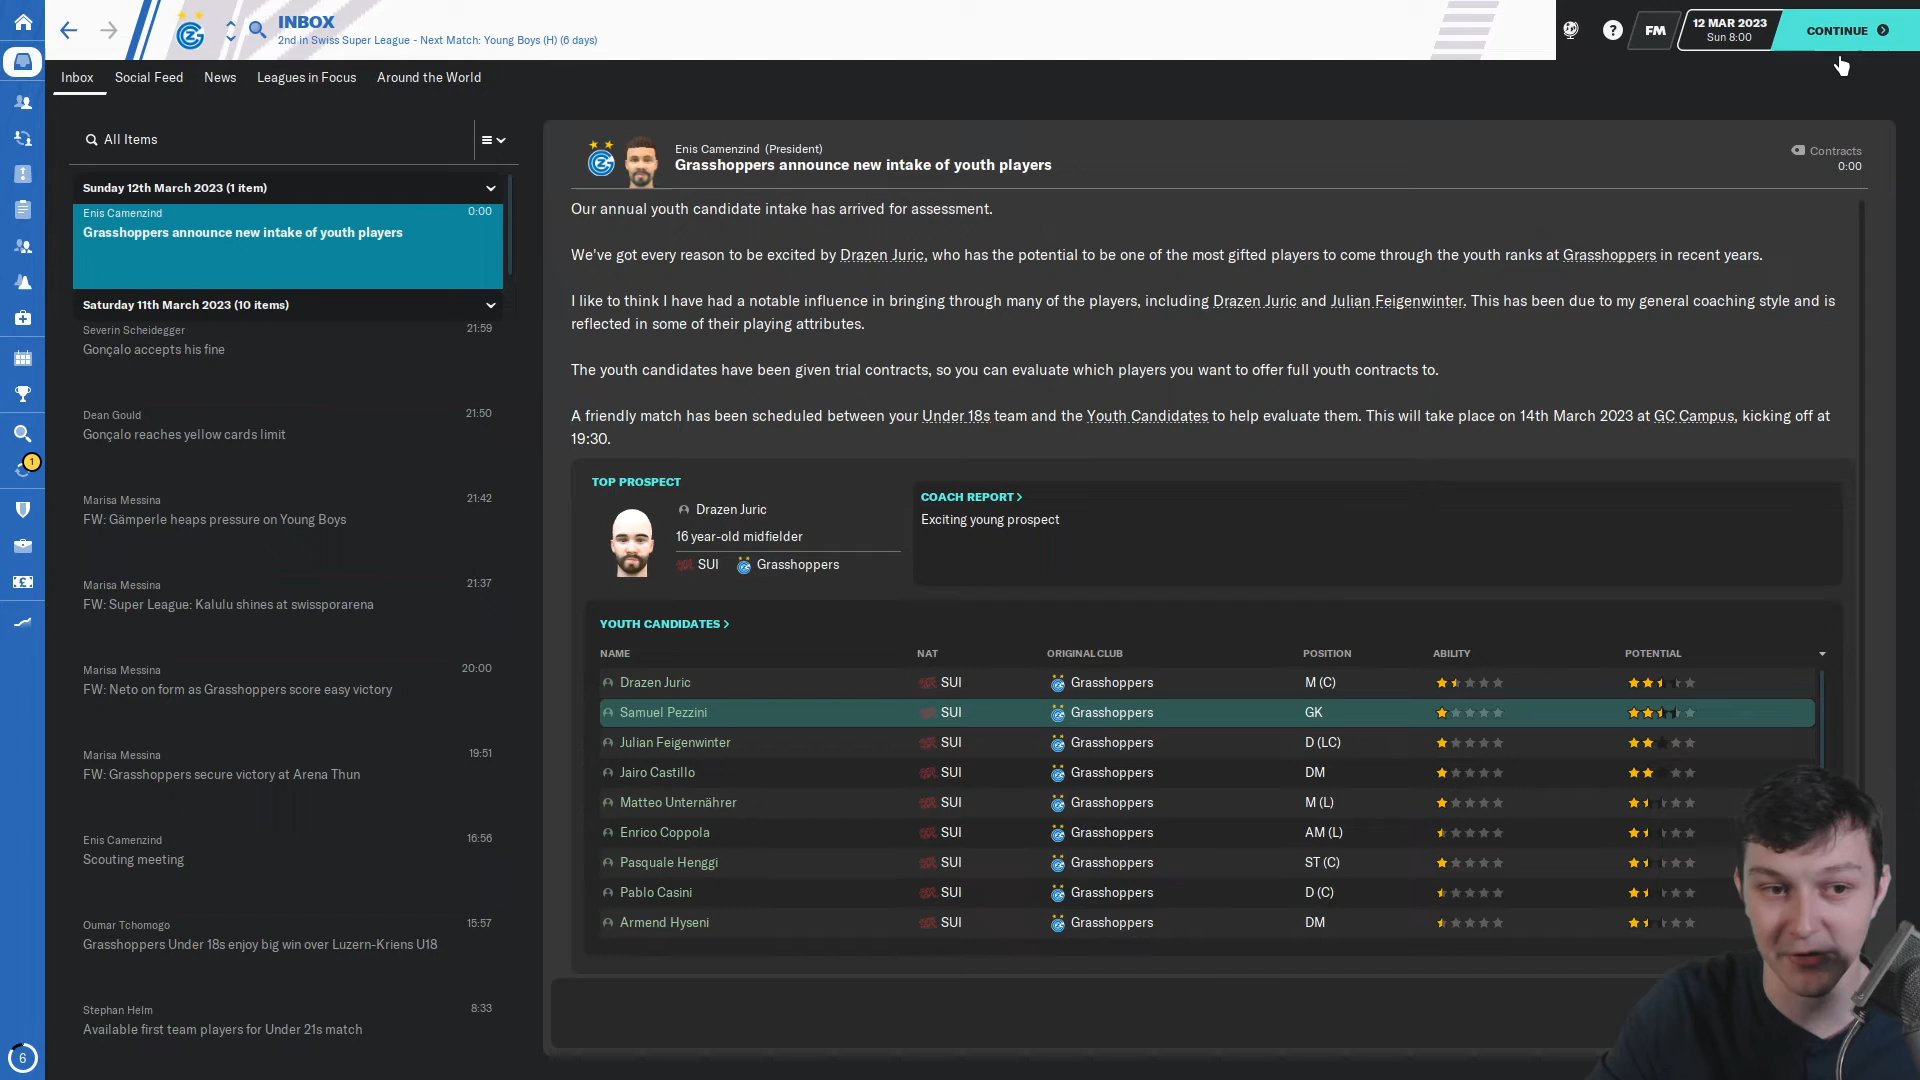 INBOX
2nd in Swiss Super League - Next Match: Young Boys (H) (6 days)
?
FM
12 MAR 2023
Sun 8:00
CONTINUE
Inbox
Social Feed
News
Leagues in Focus
Around the World
All Items
Sunday 12th March 2023 (1 item)
Enis Camenzind 0:00
Grasshoppers announce new intake of youth players
Saturday 11th March 2023 (10 items)
Severin Scheidegger 21:59
Gonçalo accepts his fine
Dean Gould 21:50
Gonçalo reaches yellow cards limit
Marisa Messina 21:42
FW: Gämperle heaps pressure on Young Boys
Marisa Messina 21:37
FW: Super League: Kalulu shines at swissporarena
Marisa Messina 20:00
FW: Neto on form as Grasshoppers score easy victory
Marisa Messina 19:51
FW: Grasshoppers secure victory at Arena Thun
Enis Camenzind 16:56
Scouting meeting
Oumar Tchomogo 15:57
Grasshoppers Under 18s enjoy big win over Luzern-Kriens U18
Stephan Helm 8:33
Available first team players for Under 21s match
1
6
Enis Camenzind (President)
Grasshoppers announce new intake of youth players
Contracts
0:00
Our annual youth candidate intake has arrived for assessment.
We've got every reason to be excited by Drazen Juric, who has the potential to be one of the most gifted players to come through the youth ranks at Grasshoppers in recent years.
I like to think I have had a notable influence in bringing through many of the players, including Drazen Juric and Julian Feigenwinter. This has been due to my general coaching style and is
reflected in some of their playing attributes.
The youth candidates have been given trial contracts, so you can evaluate which players you want to offer full youth contracts to.
A friendly match has been scheduled between your Under 18s team and the Youth Candidates to help evaluate them. This will take place on 14th March 2023 at GC Campus, kicking off at
19:30.
TOP PROSPECT
Drazen Juric
16 year-old midfielder
SUI Grasshoppers
COACH REPORT >
Exciting young prospect
YOUTH CANDIDATES >
NAME NAT ORIGINAL CLUB POSITION ABILITY POTENTIAL
Drazen Juric SUI Grasshoppers M (C)
Samuel Pezzini SUI Grasshoppers GK
Julian Feigenwinter SUI Grasshoppers D (LC)
Jairo Castillo SUI Grasshoppers DM
Matteo Unternährer SUI Grasshoppers M (L)
Enrico Coppola SUI Grasshoppers AM (L)
Pasquale Henggi SUI Grasshoppers ST (C)
Pablo Casini SUI Grasshoppers D (C)
Armend Hyseni SUI Grasshoppers DM